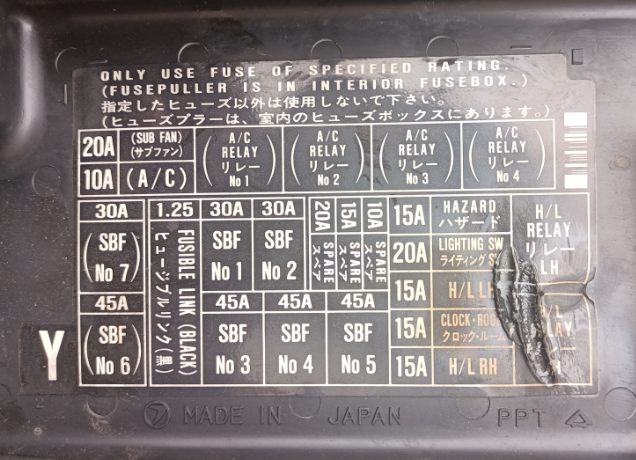 ONLY USE FUSE OF SPECIFIED RATING.
(FUSEPULLER IS IN INTERIOR FUSEBOX.)
指定したヒューズ以外は使用しないで下さい。
(ヒューズプラーは、室内のヒューズボックスにあります。)
20A (SUB FAN) (サブファン)
10A (A/C)
(A/C RELAY リレー No 1)
(A/C RELAY リレー No 2)
(A/C RELAY リレー No 3)
(A/C RELAY リレー No 4)
30A
(SBF No 7)
45A
(SBF No 6)
1.25
FUSIBLE LINK (BLACK)
ヒュージブルリンク(黒)
30A
SBF No 1
30A
SBF No 2
20A SPARE スペア
15A SPARE スペア
10A SPARE スペア
45A
SBF No 3
45A
SBF No 4
45A
SBF No 5
15A HAZARD ハザード
20A LIGHTING SW ライティング
15A H/L
15A CLOCK・ROOM クロック・ルーム
15A H/L RH
H/L RELAY リレー LH
Y
7 MADE IN JAPAN PPT